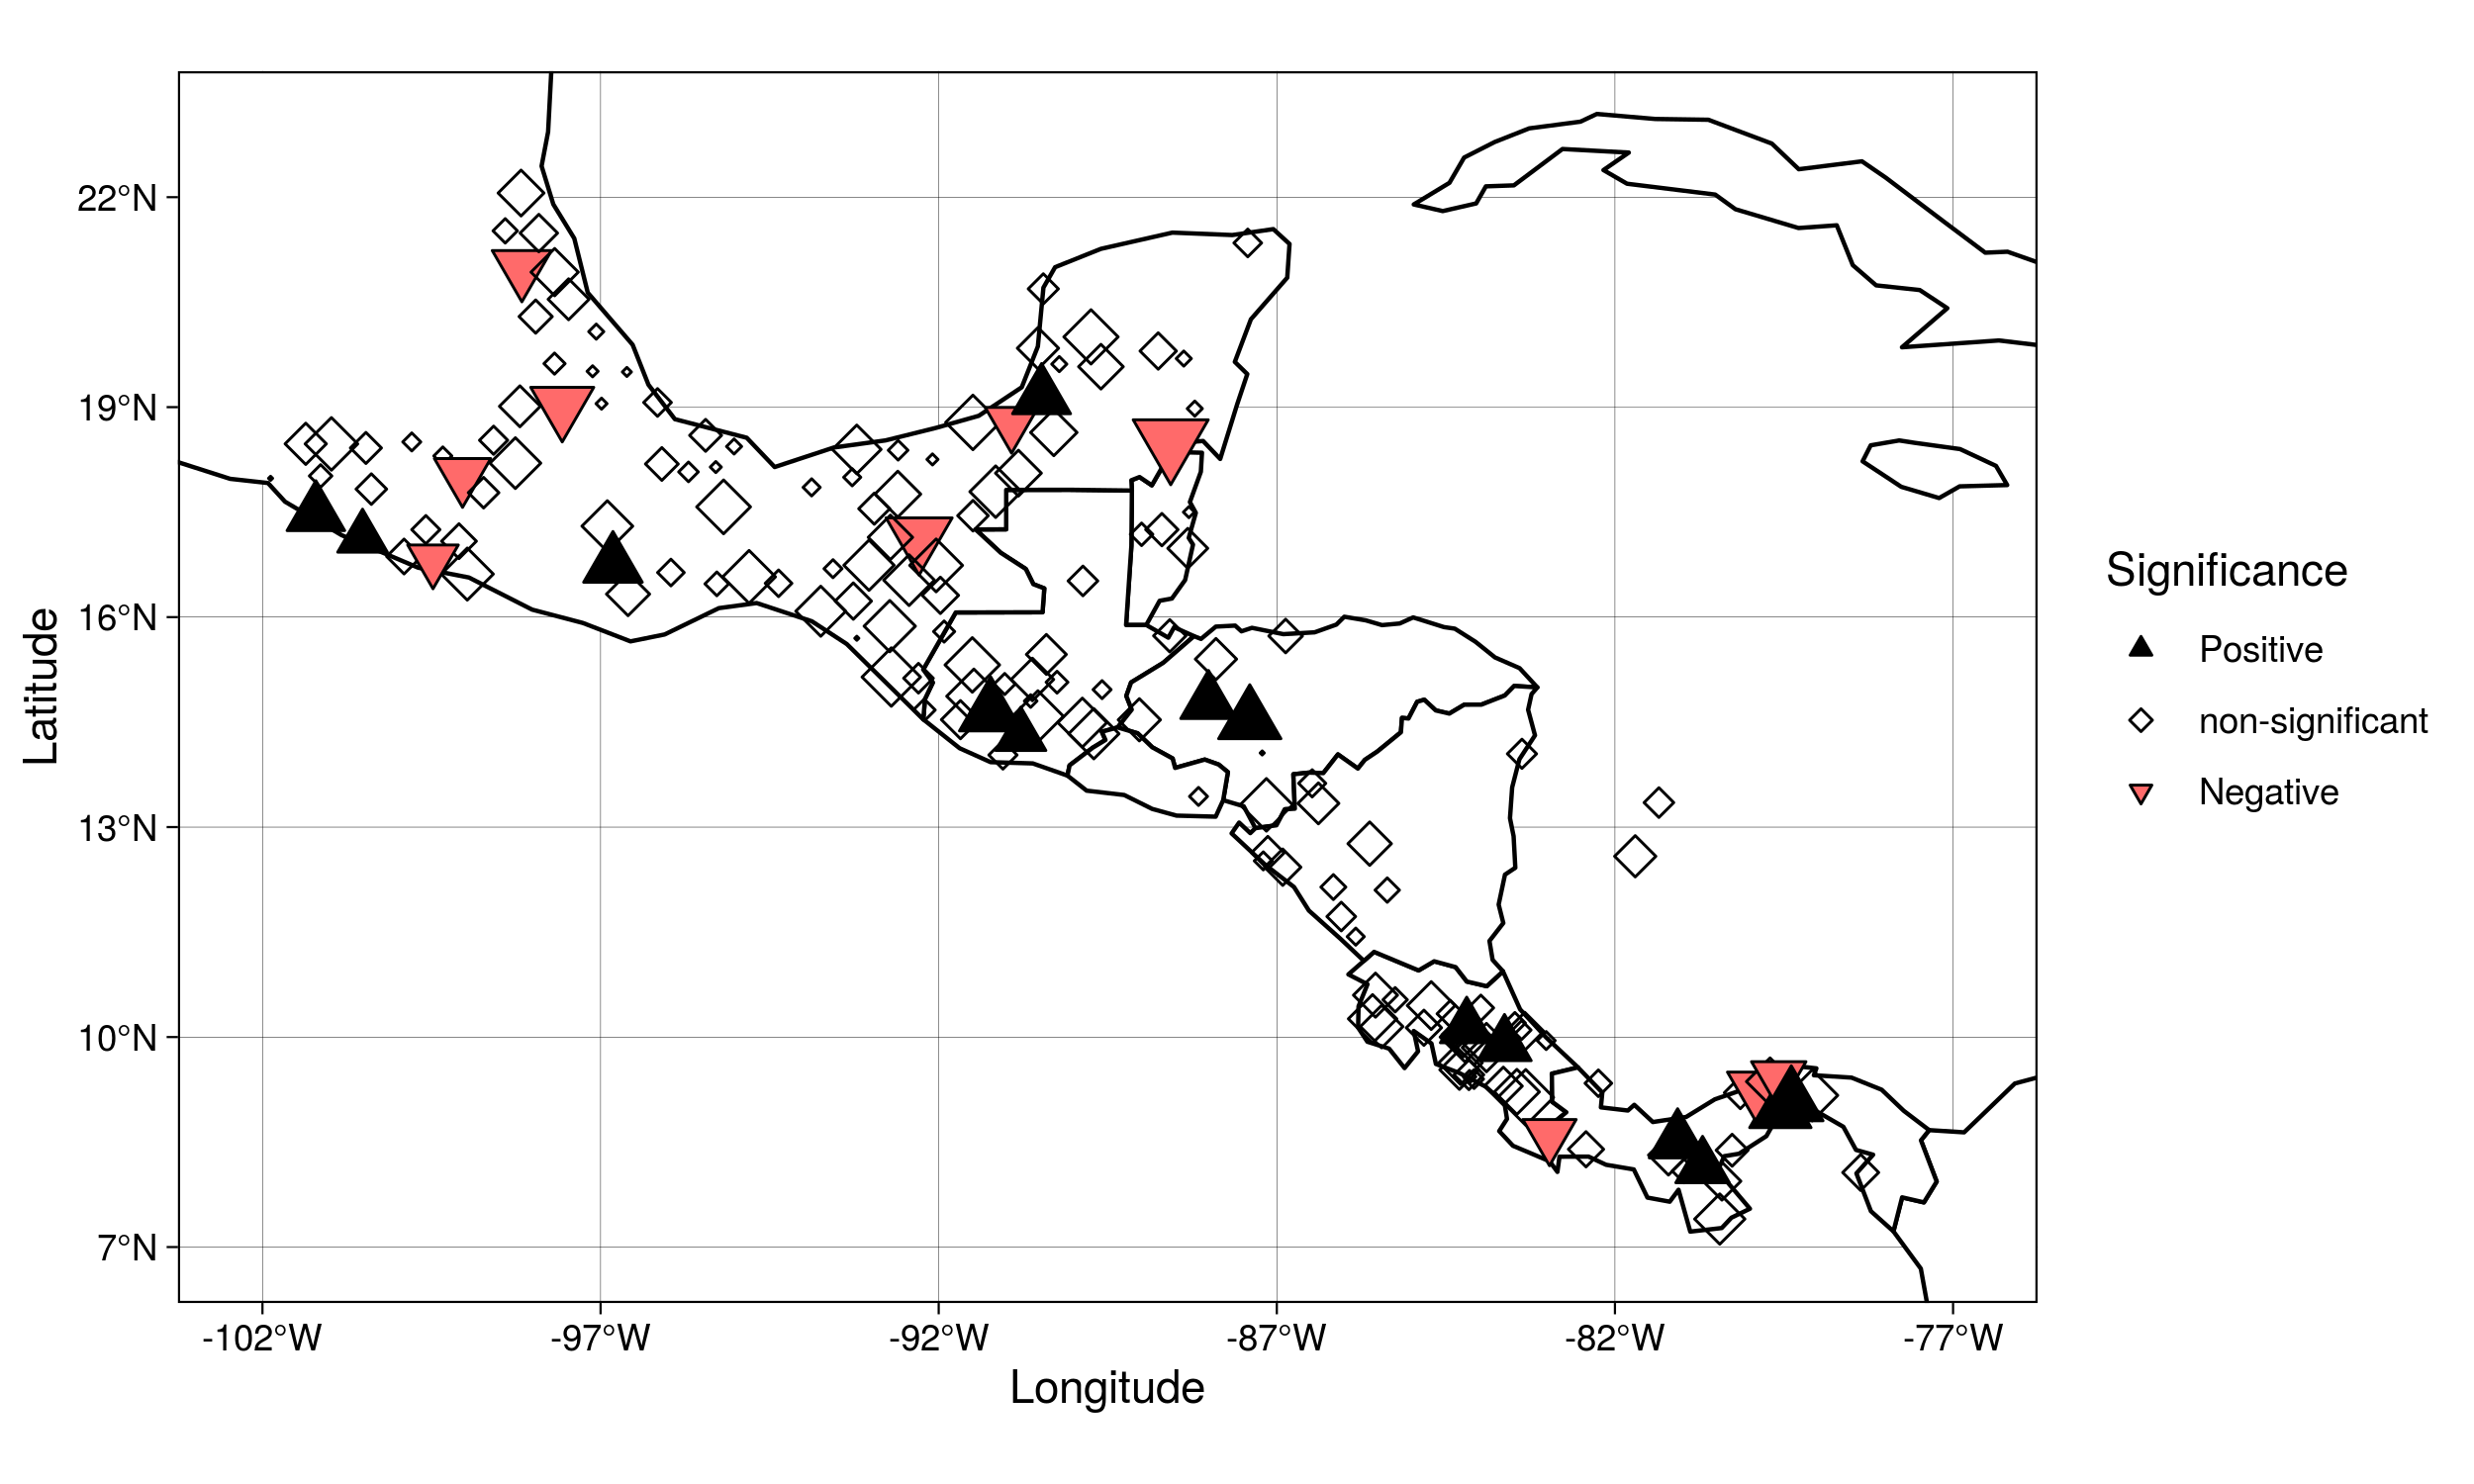 22°N
19°N
16°N
13°N
10°N
7°N
Latitude
-102°W
-97°W
-92°W
-87°W
-82°W
-77°W
Longitude
Significance
Positive
non-significant
Negative